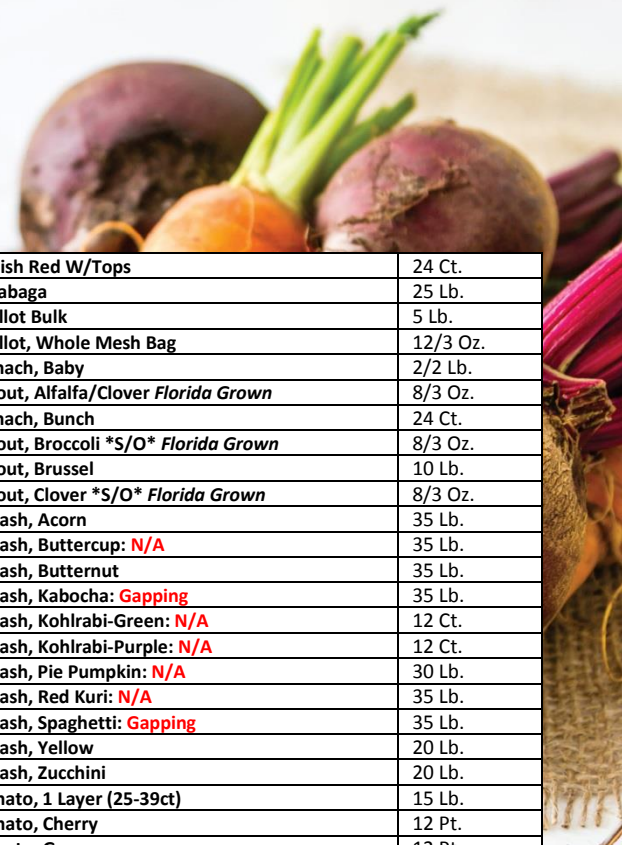 ish Red W/Tops 24 Ct.
abaga 25 Lb.
llot Bulk 5 Lb.
llot, Whole Mesh Bag 12/3 Oz.
nach, Baby 2/2 Lb.
out, Alfalfa/Clover Florida Grown 8/3 Oz.
nach, Bunch 24 Ct.
out, Broccoli *S/O* Florida Grown 8/3 Oz.
out, Brussel 10 Lb.
out, Clover *S/O* Florida Grown 8/3 Oz.
ash, Acorn 35 Lb.
ash, Buttercup: N/A 35 Lb.
ash, Butternut 35 Lb.
ash, Kabocha: Gapping 35 Lb.
ash, Kohlrabi-Green: N/A 12 Ct.
ash, Kohlrabi-Purple: N/A 12 Ct.
ash, Pie Pumpkin: N/A 30 Lb.
ash, Red Kuri: N/A 35 Lb.
ash, Spaghetti: Gapping 35 Lb.
ash, Yellow 20 Lb.
ash, Zucchini 20 Lb.
nato, 1 Layer (25-39ct) 15 Lb.
nato, Cherry 12 Pt.